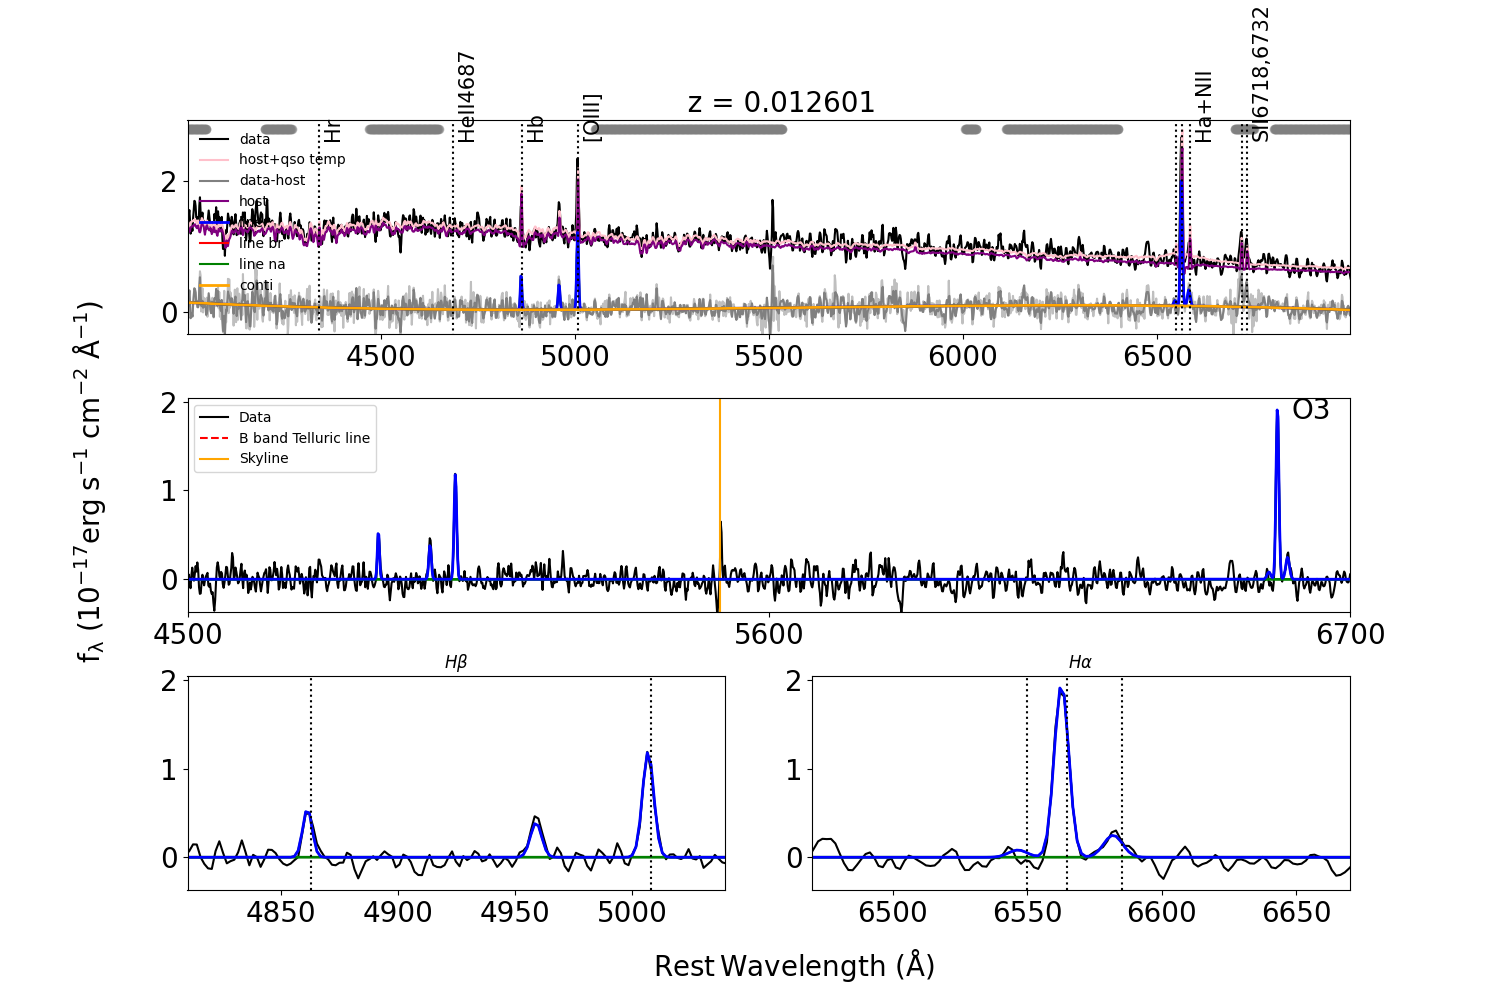 z = 0.012601
Hr
HeII4687
Hb
[OIII]
Ha+NII
SII6718,6732
data
host+qso temp
data-host
host
line br
line na
conti
2
0
4500
5000
5500
6000
6500
fλ (10−17erg s−1 cm−2 Å−1)
O3
Data
B band Telluric line
Skyline
2
1
0
4500
5600
6700
Hβ
2
1
0
4850
4900
4950
5000
Hα
2
1
0
6500
6550
6600
6650
Rest Wavelength (Å)